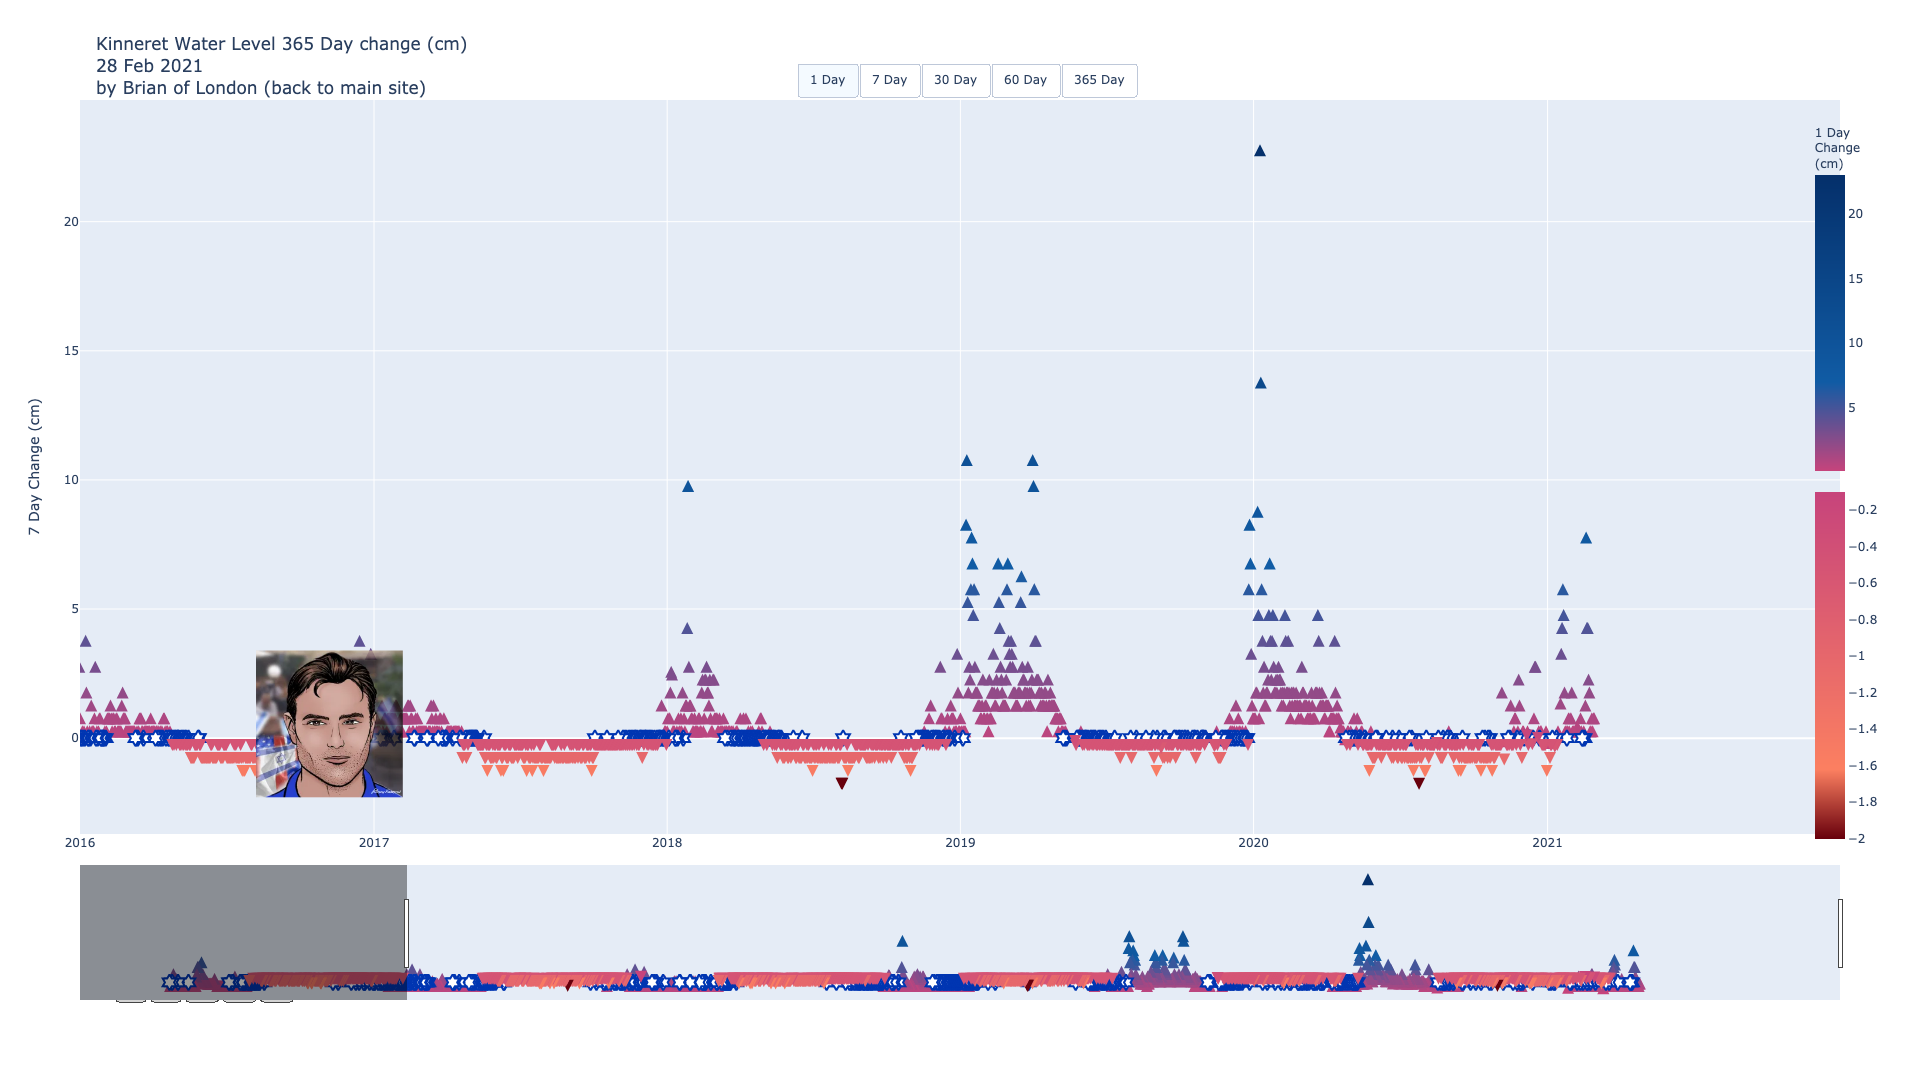 Kinneret Water Level 365 Day change (cm)
28 Feb 2021
by Brian of London (back to main site)
1 Day
7 Day
30 Day
60 Day
365 Day
1 Day
Change
(cm)
20
15
10
5
−0.2
−0.4
−0.6
−0.8
−1
−1.2
−1.4
−1.6
−1.8
−2
7 Day Change (cm)
20
15
10
5
0
2016
2017
2018
2019
2020
2021